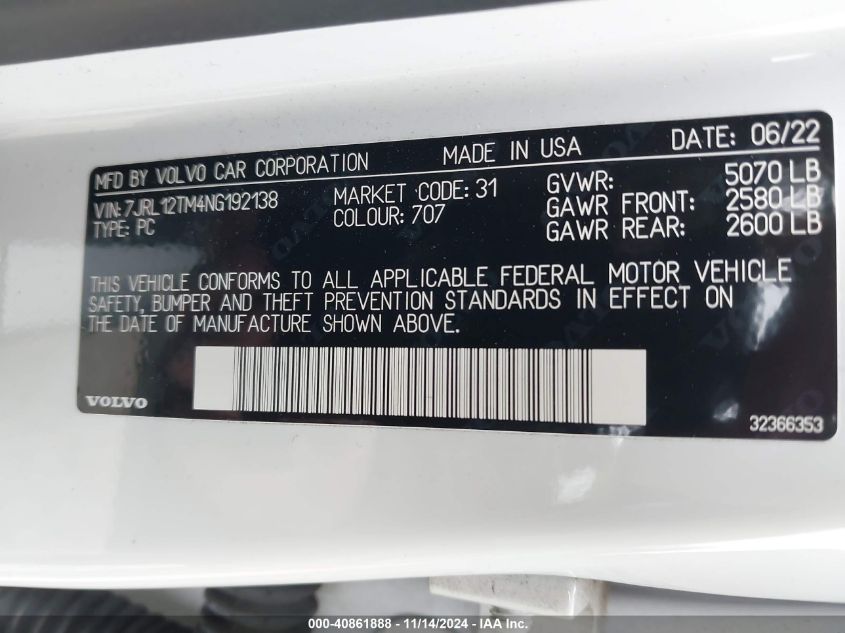 MFD BY VOLVO CAR CORPORATION MADE IN USA DATE: 06/22
VIN: 7JRL12TM4NG192138 MARKET CODE: 31 GVWR: 5070 LB
TYPE: PC COLOUR: 707 GAWR FRONT: 2580 LB
GAWR REAR: 2600 LB
THIS VEHICLE CONFORMS TO ALL APPLICABLE FEDERAL MOTOR VEHICLE
SAFETY, BUMPER AND THEFT PREVENTION STANDARDS IN EFFECT ON
THE DATE OF MANUFACTURE SHOWN ABOVE.
VOLVO
32366353
000-40861888 - 11/14/2024 - IAA Inc.